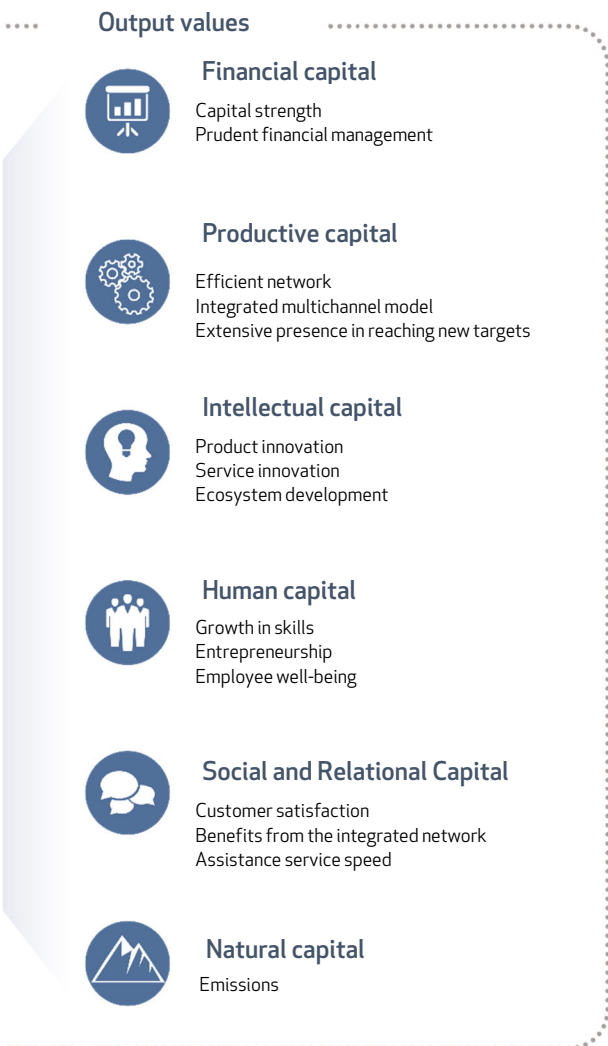 Output values
Financial capital
Capital strength
Prudent financial management
Productive capital
Efficient network
Integrated multichannel model
Extensive presence in reaching new targets
Intellectual capital
Product innovation
Service innovation
Ecosystem development
Human capital
Growth in skills
Entrepreneurship
Employee well-being
Social and Relational Capital
Customer satisfaction
Benefits from the integrated network
Assistance service speed
Natural capital
Emissions